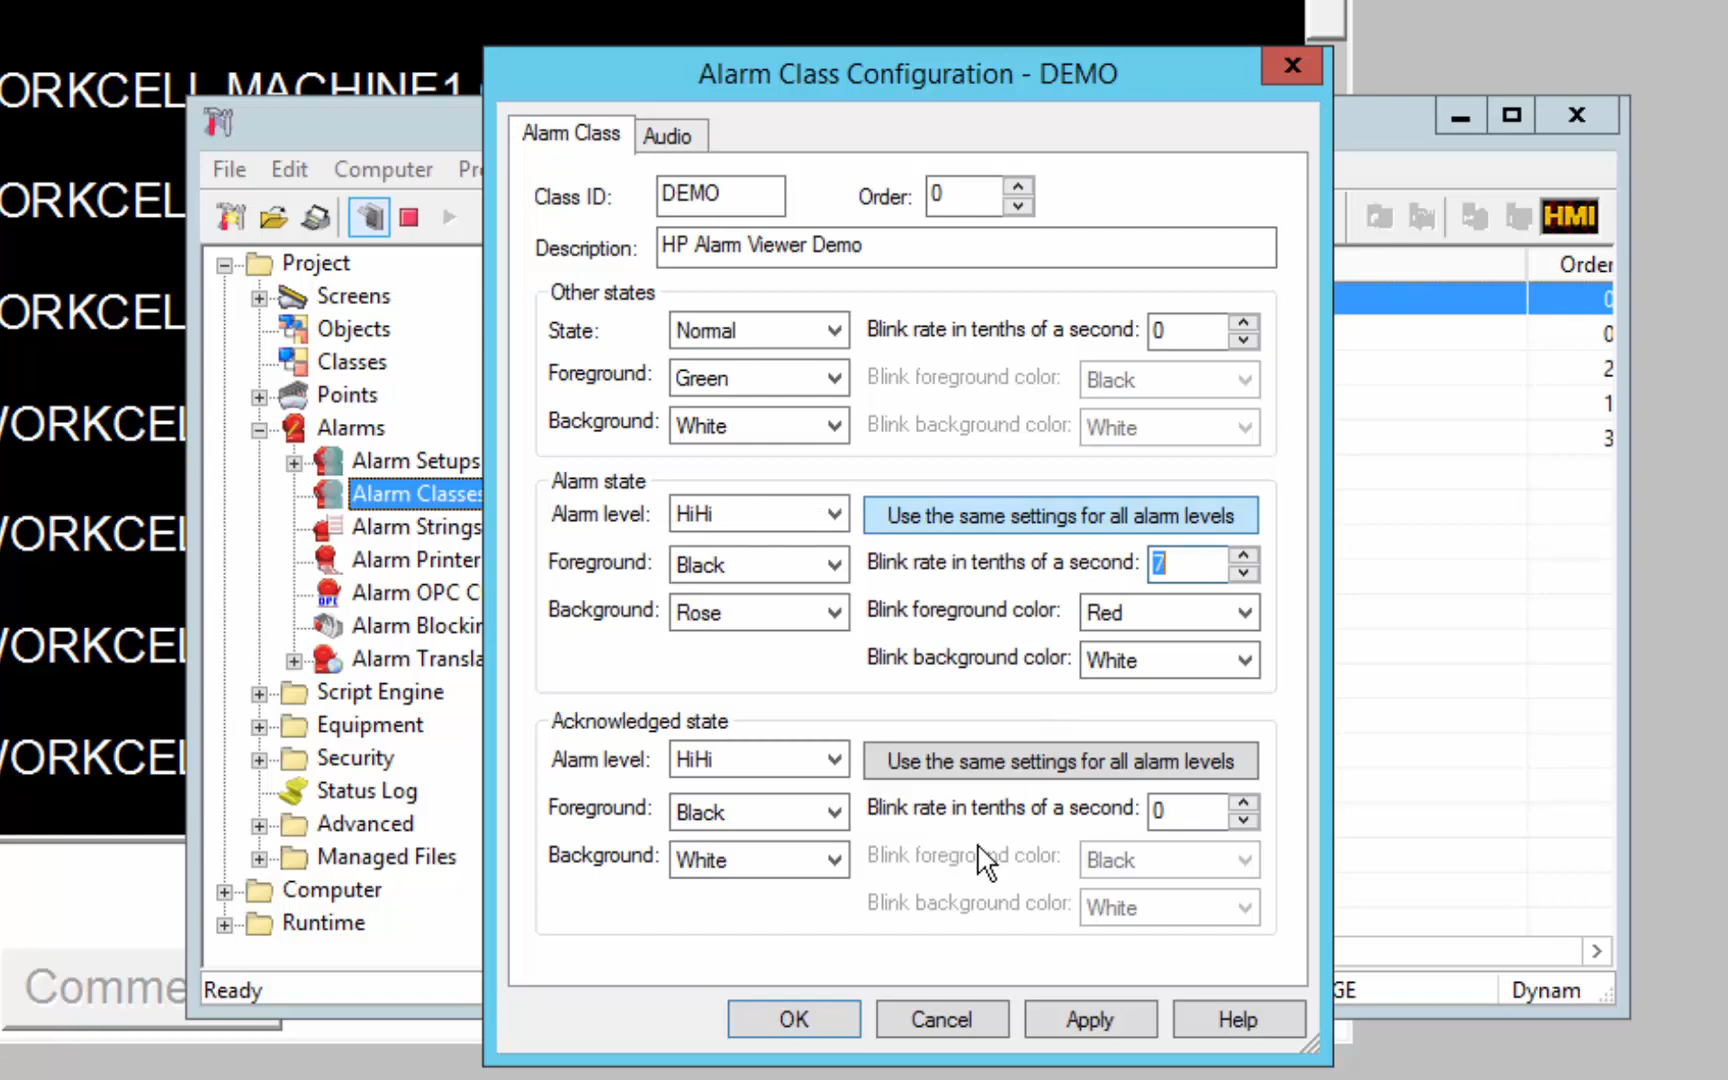 ORKCELL MACHINE1
ORKCEL
ORKCEL
WORKCEL
WORKCEL
WORKCEL
WORKCEL
Comme
File Edit Computer Pr
HMI
Project
Screens
Objects
Classes
Points
Alarms
Alarm Setups
Alarm Classes
Alarm Strings
Alarm Printer
OPC
Alarm OPC C
Alarm Blockin
Alarm Transla
Script Engine
Equipment
Security
Status Log
Advanced
Managed Files
Computer
Runtime
Ready
Alarm Class Configuration - DEMO
X
Alarm Class Audio
Class ID: DEMO Order: 0
Description: HP Alarm Viewer Demo
Other states
State: Normal Blink rate in tenths of a second: 0
Foreground: Green Blink foreground color: Black
Background: White Blink background color: White
Alarm state
Alarm level: HiHi Use the same settings for all alarm levels
Foreground: Black Blink rate in tenths of a second: 7
Background: Rose Blink foreground color: Red
Blink background color: White
Acknowledged state
Alarm level: HiHi Use the same settings for all alarm levels
Foreground: Black Blink rate in tenths of a second: 0
Background: White Blink foreground color: Black
Blink background color: White
OK Cancel Apply Help
Order
0
0
2
1
3
GE Dynam